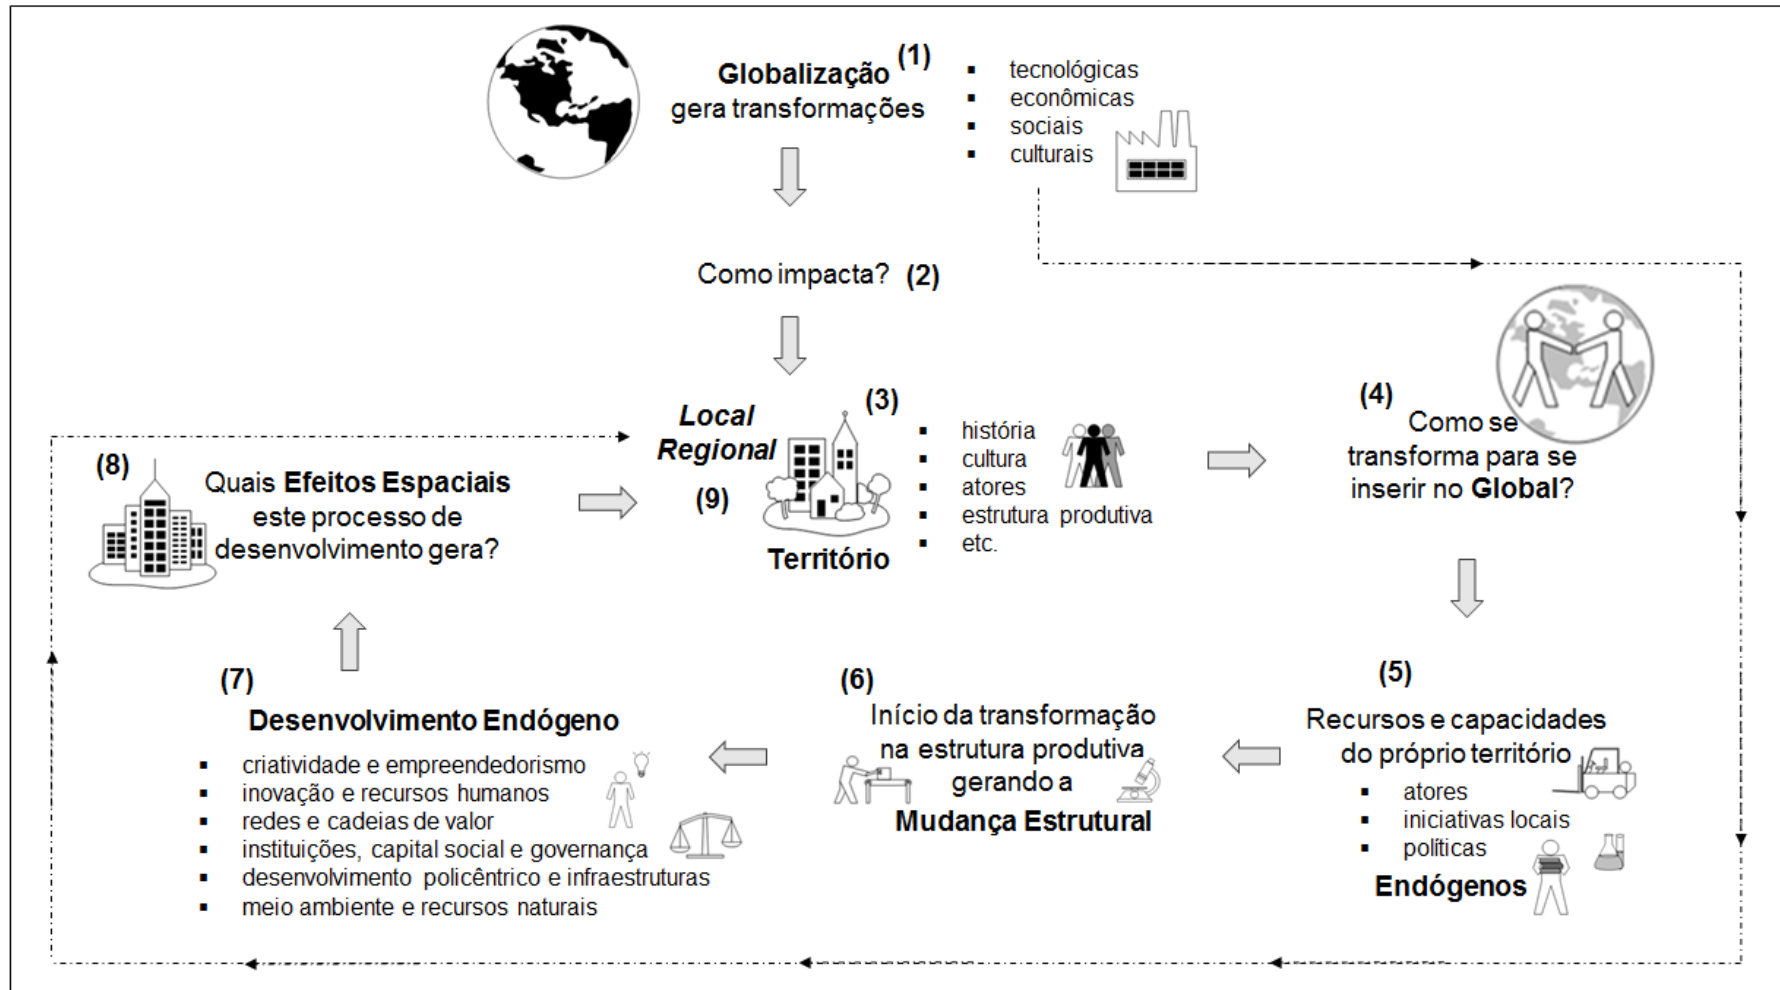 (1)
Globalização
gera transformações
▪ tecnológicas
▪ econômicas
▪ sociais
▪ culturais
Como impacta? (2)
Local
Regional
(3)
(9)
Território
▪ história
▪ cultura
▪ atores
▪ estrutura produtiva
▪ etc.
(4)
Como se
transforma para se
inserir no Global?
(5)
Recursos e capacidades
do próprio território
▪ atores
▪ iniciativas locais
▪ políticas
Endógenos
(6)
Início da transformação
na estrutura produtiva
gerando a
Mudança Estrutural
(7)
Desenvolvimento Endógeno
▪ criatividade e empreendedorismo
▪ inovação e recursos humanos
▪ redes e cadeias de valor
▪ instituições, capital social e governança
▪ desenvolvimento policêntrico e infraestruturas
▪ meio ambiente e recursos naturais
(8)
Quais Efeitos Espaciais
este processo de
desenvolvimento gera?